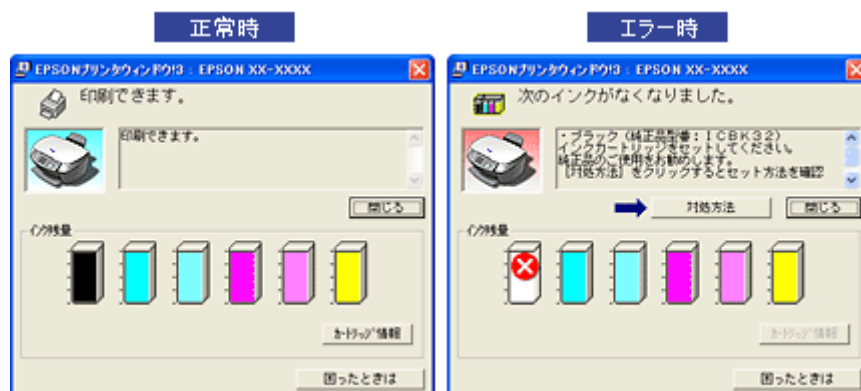 正常時
EPSONプリンタウィンドウ!3 : EPSON XX-XXXX
印刷できます。
印刷できます。
閉じる
インク残量
カートリッジ情報
困ったときは
エラー時
EPSONプリンタウィンドウ!3 : EPSON XX-XXXX
次のインクがなくなりました。
・ブラック(純正品型番:ICBK32)
インクカートリッジをセットしてください。
純正品のご使用をお勧めします。
[対処方法]をクリックするとセット方法を確認
対処方法
閉じる
インク残量
カートリッジ情報
困ったときは